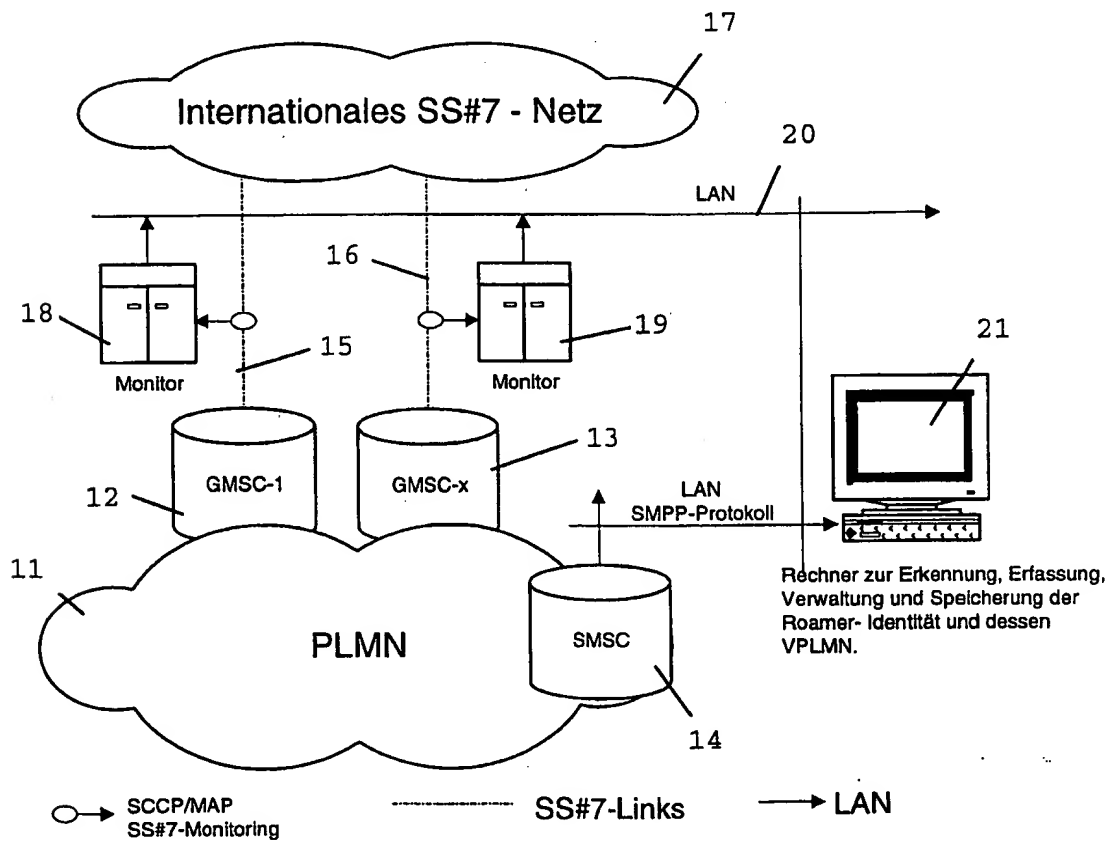 17
Internationales SS#7 - Netz
20
LAN
16
18
19
15
21
Monitor
Monitor
13
GMSC-1
GMSC-x
12
LAN
SMPP-Protokoll
11
Rechner zur Erkennung, Erfassung,
Verwaltung und Speicherung der
Roamer- Identität und dessen
VPLMN.
PLMN
SMSC
14
SCCP/MAP
SS#7-Monitoring
SS#7-Links
LAN